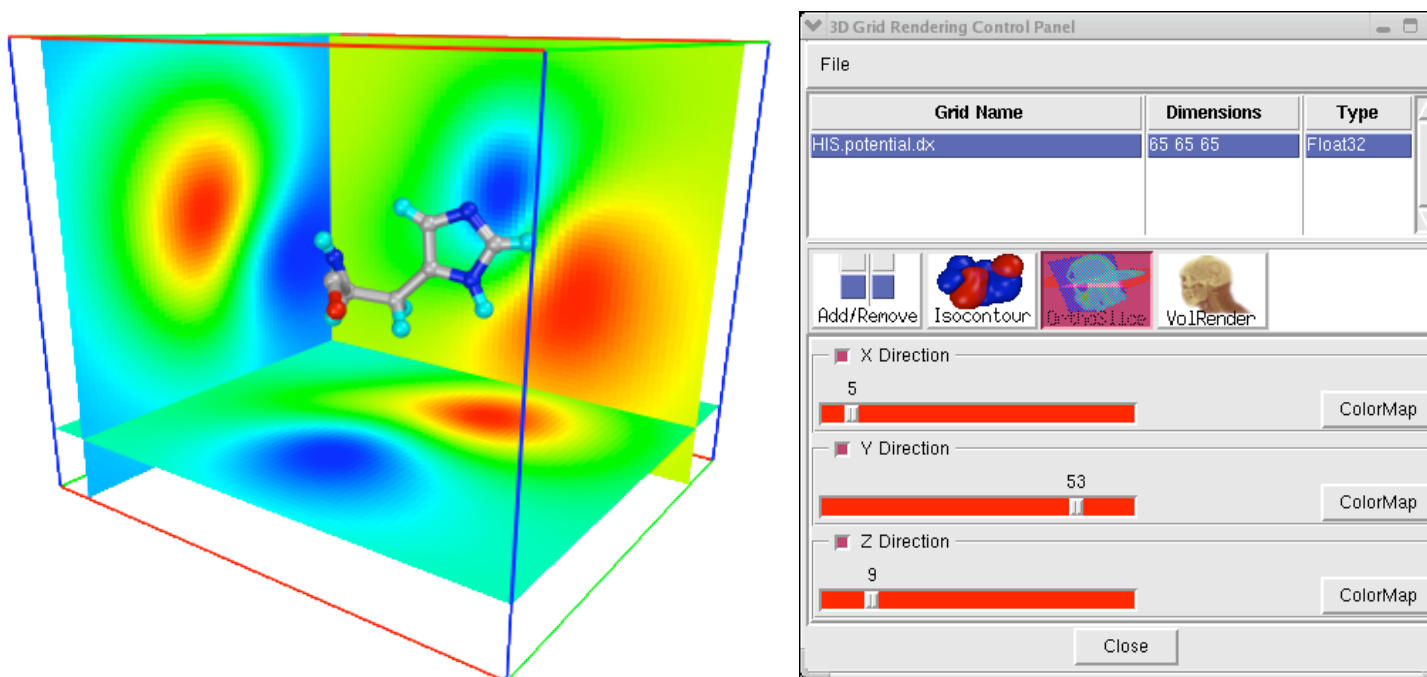 3D Grid Rendering Control Panel
File
Grid Name Dimensions Type
HIS.potential.dx 65 65 65 Float32
Add/Remove Isocontour OrthoSlice VolRender
X Direction
5
ColorMap
Y Direction
53
ColorMap
Z Direction
9
ColorMap
Close